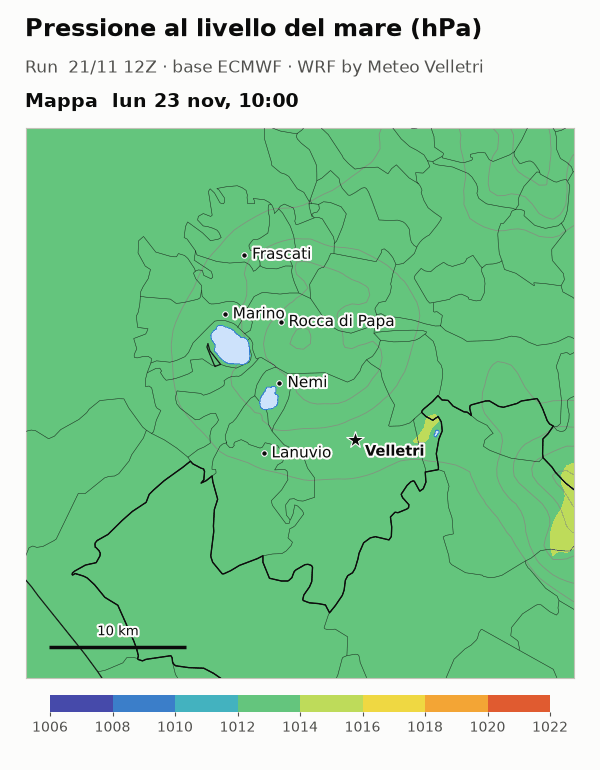 Pressione al livello del mare (hPa)
Run  21/11 12Z · base ECMWF · WRF by Meteo Velletri
Mappa  lun 23 nov, 10:00
Frascati
Marino
Rocca di Papa
Nemi
Lanuvio
Velletri
10 km
1006 1008 1010 1012 1014 1016 1018 1020 1022